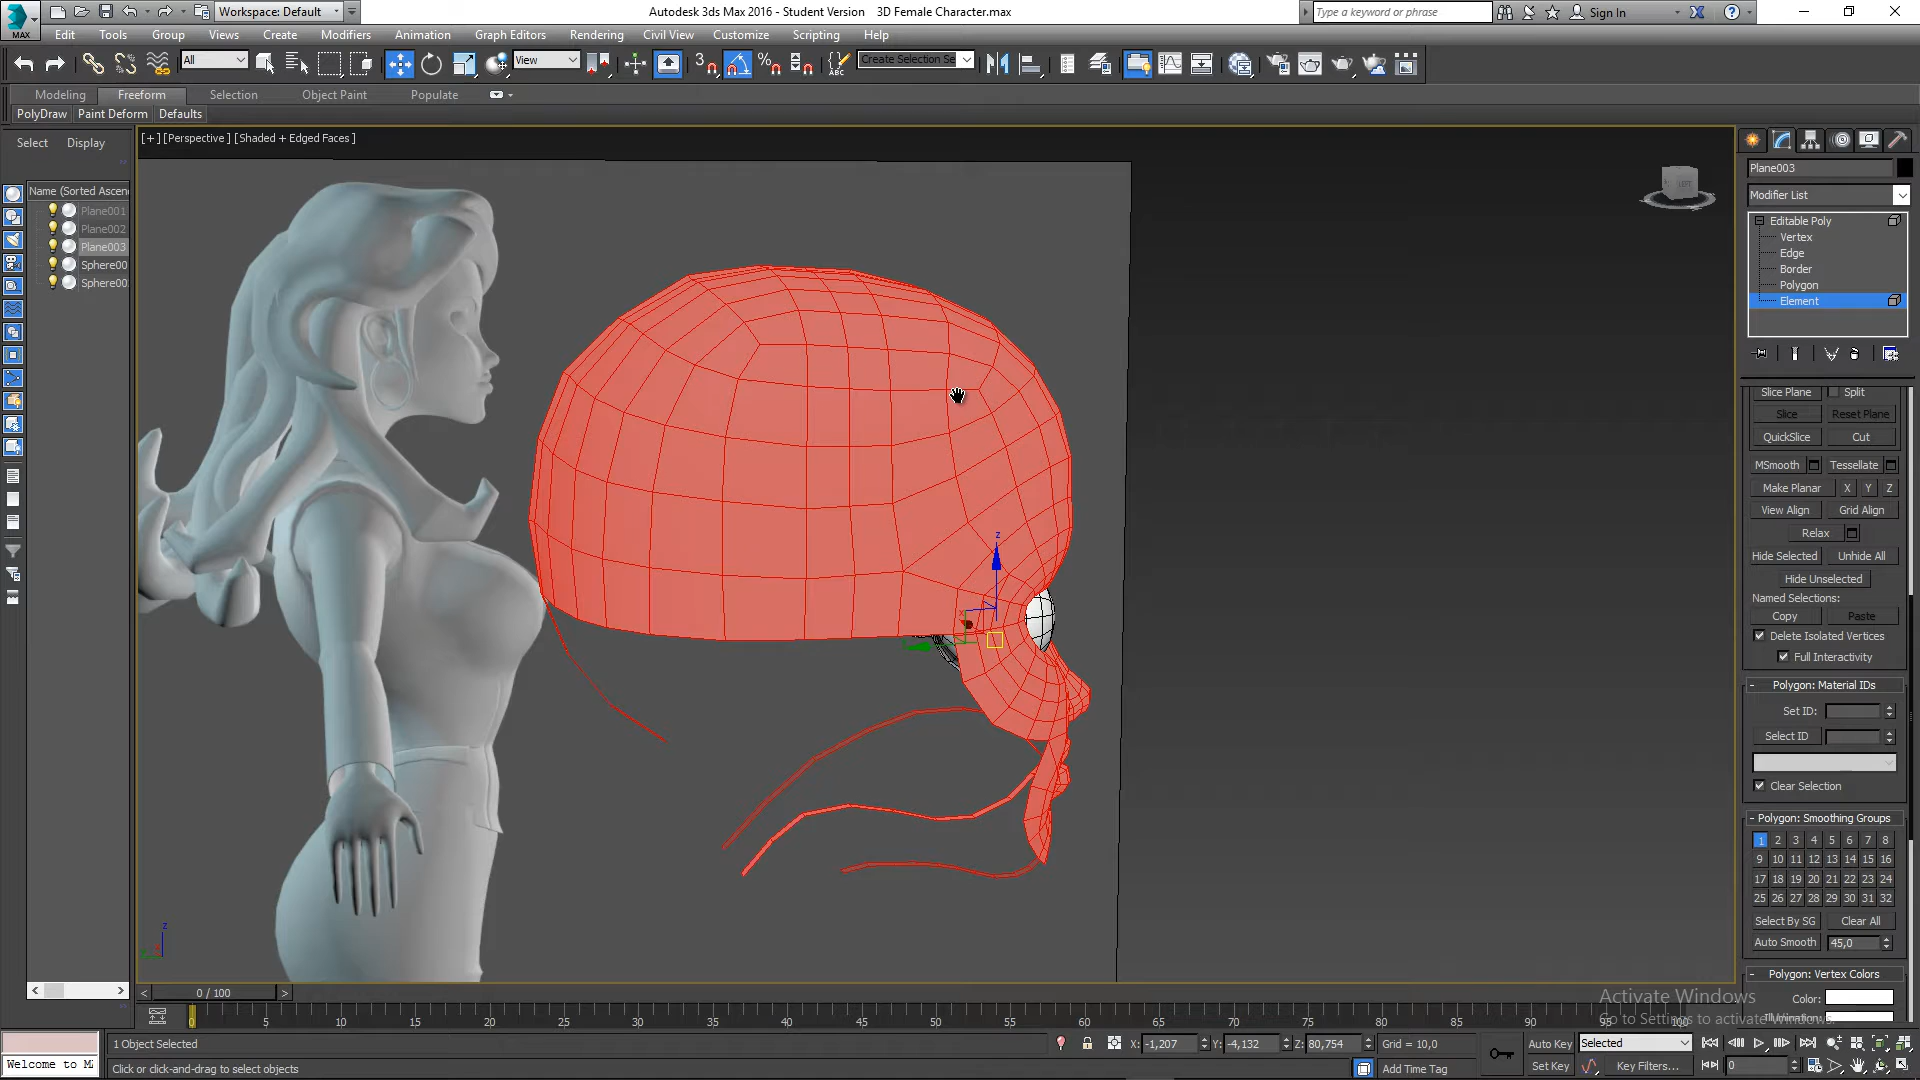 Workspace: Default
Autodesk 3ds Max 2016 - Student Version    3D Female Character.max
Type a keyword or phrase
Sign In
MAX
Edit Tools Group Views Create Modifiers Animation Graph Editors Rendering Civil View Customize Scripting Help
All
View
3
Create Selection Se
Modeling Freeform Selection Object Paint Populate
PolyDraw Paint Deform Defaults
Select Display
[+] [Perspective] [Shaded + Edged Faces]
Name (Sorted Ascen
Plane001
Plane002
Plane003
Sphere00
Sphere00
Plane003
Modifier List
Editable Poly
Vertex
Edge
Border
Polygon
Element
Slice Plane Split
Slice Reset Plane
QuickSlice Cut
MSmooth Tessellate
Make Planar X Y Z
View Align Grid Align
Relax
Hide Selected Unhide All
Hide Unselected
Named Selections:
Copy Paste
Delete Isolated Vertices
Full Interactivity
- Polygon: Material IDs
Set ID:
Select ID
Clear Selection
- Polygon: Smoothing Groups
1 2 3 4 5 6 7 8
9 10 11 12 13 14 15 16
17 18 19 20 21 22 23 24
25 26 27 28 29 30 31 32
Select By SG Clear All
Auto Smooth 45,0
- Polygon: Vertex Colors
Color:
Illumination:
z
x
z
LEFT
Activate Windows
Go to Settings to activate Windows.
< 0 / 100 >
0 5 10 15 20 25 30 35 40 45 50 55 60 65 70 75 80 85 90 95 100
1 Object Selected
X: -1,207 Y: -4,132 Z: 80,754 Grid = 10,0
Auto Key Selected
Welcome to M
Click or click-and-drag to select objects
Add Time Tag
Set Key Key Filters... 0